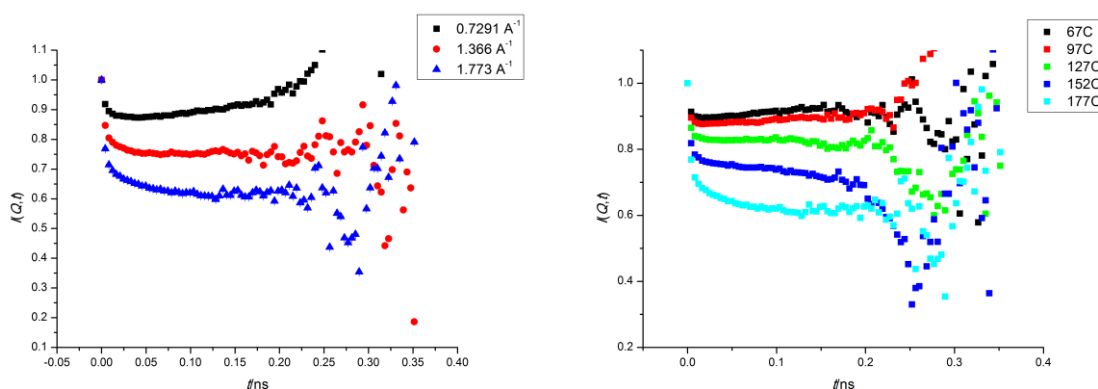 0.7291 A⁻¹
1.366 A⁻¹
1.773 A⁻¹
1.1
1.0
0.9
0.8
0.7
0.6
0.5
0.4
0.3
0.2
0.1
I(Q,t)
-0.05
0.00
0.05
0.10
0.15
0.20
0.25
0.30
0.35
0.40
t/ns
67C
97C
127C
152C
177C
1.0
0.8
0.6
0.4
0.2
I(Q,t)
0.0
0.1
0.2
0.3
0.4
t/ns